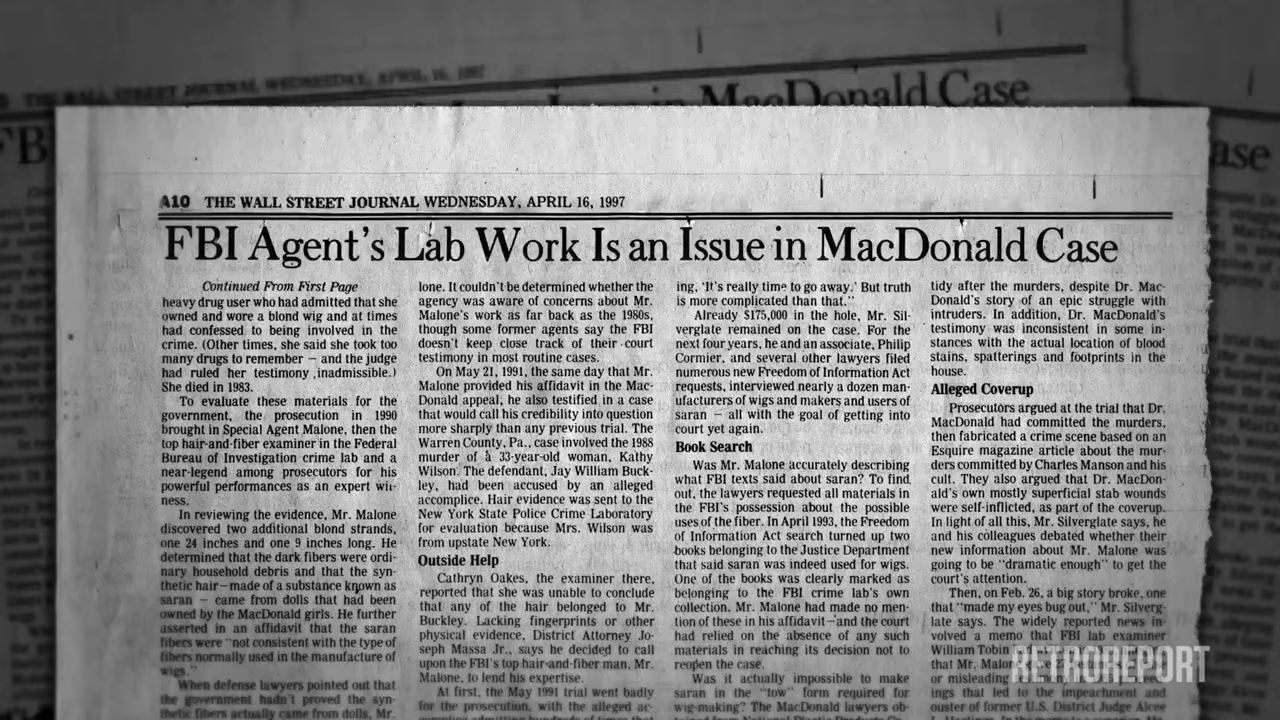 THE WALL STREET JOURNAL WEDNESDAY, APRIL 16, 1997
MacDonald Case
FB
ase
A10 THE WALL STREET JOURNAL WEDNESDAY, APRIL 16, 1997
FBI Agent's Lab Work Is an Issue in MacDonald Case
Continued From First Page
heavy drug user who had admitted that she
owned and wore a blond wig and at times
had confessed to being involved in the
crime. (Other times, she said she took too
many drugs to remember — and the judge
had ruled her testimony inadmissible.)
She died in 1983.
To evaluate these materials for the
government, the prosecution in 1990
brought in Special Agent Malone, then the
top hair-and-fiber examiner in the Federal
Bureau of Investigation crime lab and a
near-legend among prosecutors for his
powerful performances as an expert wit-
ness.
In reviewing the evidence, Mr. Malone
discovered two additional blond strands,
one 24 inches and one 9 inches long. He
determined that the dark fibers were ordi-
nary household debris and that the syn-
thetic hair—made of a substance known as
saran — came from dolls that had been
owned by the MacDonald girls. He further
asserted in an affidavit that the saran
fibers were "not consistent with the type of
fibers normally used in the manufacture of
wigs."
When defense lawyers pointed out that
the government hadn't proved the syn-
thetic fibers actually came from dolls, Mr.
lone. It couldn't be determined whether the
agency was aware of concerns about Mr.
Malone's work as far back as the 1980s,
though some former agents say the FBI
doesn't keep close track of their court
testimony in most routine cases.
On May 21, 1991, the same day that Mr.
Malone provided his affidavit in the Mac-
Donald appeal, he also testified in a case
that would call his credibility into question
more sharply than any previous trial. The
Warren County, Pa., case involved the 1988
murder of a 33-year-old woman, Kathy
Wilson. The defendant, Jay William Buck-
ley, had been accused by an alleged
accomplice. Hair evidence was sent to the
New York State Police Crime Laboratory
for evaluation because Mrs. Wilson was
from upstate New York.
Outside Help
Cathryn Oakes, the examiner there,
reported that she was unable to conclude
that any of the hair belonged to Mr.
Buckley. Lacking fingerprints or other
physical evidence, District Attorney Jo-
seph Massa Jr., says he decided to call
upon the FBI's top hair-and-fiber man, Mr.
Malone, to lend his expertise.
At first, the May 1991 trial went badly
for the prosecution, with the alleged ac-
ing, 'It's really time to go away.' But truth
is more complicated than that."
Already $175,000 in the hole, Mr. Sil-
verglate remained on the case. For the
next four years, he and an associate, Philip
Cormier, and several other lawyers filed
numerous new Freedom of Information Act
requests, interviewed nearly a dozen man-
ufacturers of wigs and makers and users of
saran — all with the goal of getting into
court yet again.
Book Search
Was Mr. Malone accurately describing
what FBI texts said about saran? To find
out, the lawyers requested all materials in
the FBI's possession about the possible
uses of the fiber. In April 1993, the Freedom
of Information Act search turned up two
books belonging to the Justice Department
that said saran was indeed used for wigs.
One of the books was clearly marked as
belonging to the FBI crime lab's own
collection. Mr. Malone had made no men-
tion of these in his affidavit—and the court
had relied on the absence of any such
materials in reaching its decision not to
reopen the case.
Was it actually impossible to make
saran in the "tow" form required for
wig-making? The MacDonald lawyers ob-
tidy after the murders, despite Dr. Mac-
Donald's story of an epic struggle with
intruders. In addition, Dr. MacDonald's
testimony was inconsistent in some in-
stances with the actual location of blood
stains, spatterings and footprints in the
house.
Alleged Coverup
Prosecutors argued at the trial that Dr.
MacDonald had committed the murders,
then fabricated a crime scene based on an
Esquire magazine article about the mur-
ders committed by Charles Manson and his
cult. They also argued that Dr. MacDon-
ald's own mostly superficial stab wounds
were self-inflicted, as part of the coverup.
In light of all this, Mr. Silverglate says, he
and his colleagues debated whether their
new information about Mr. Malone was
going to be "dramatic enough" to get the
court's attention.
Then, on Feb. 26, a big story broke, one
that "made my eyes bug out," Mr. Silverg-
late says. The widely reported news in-
volved a memo that FBI lab examiner
William Tobin
that Mr. Malon
or misleading
ings that led to the impeachment and
ouster of former U.S. District Judge Alcee
RETROREPORT